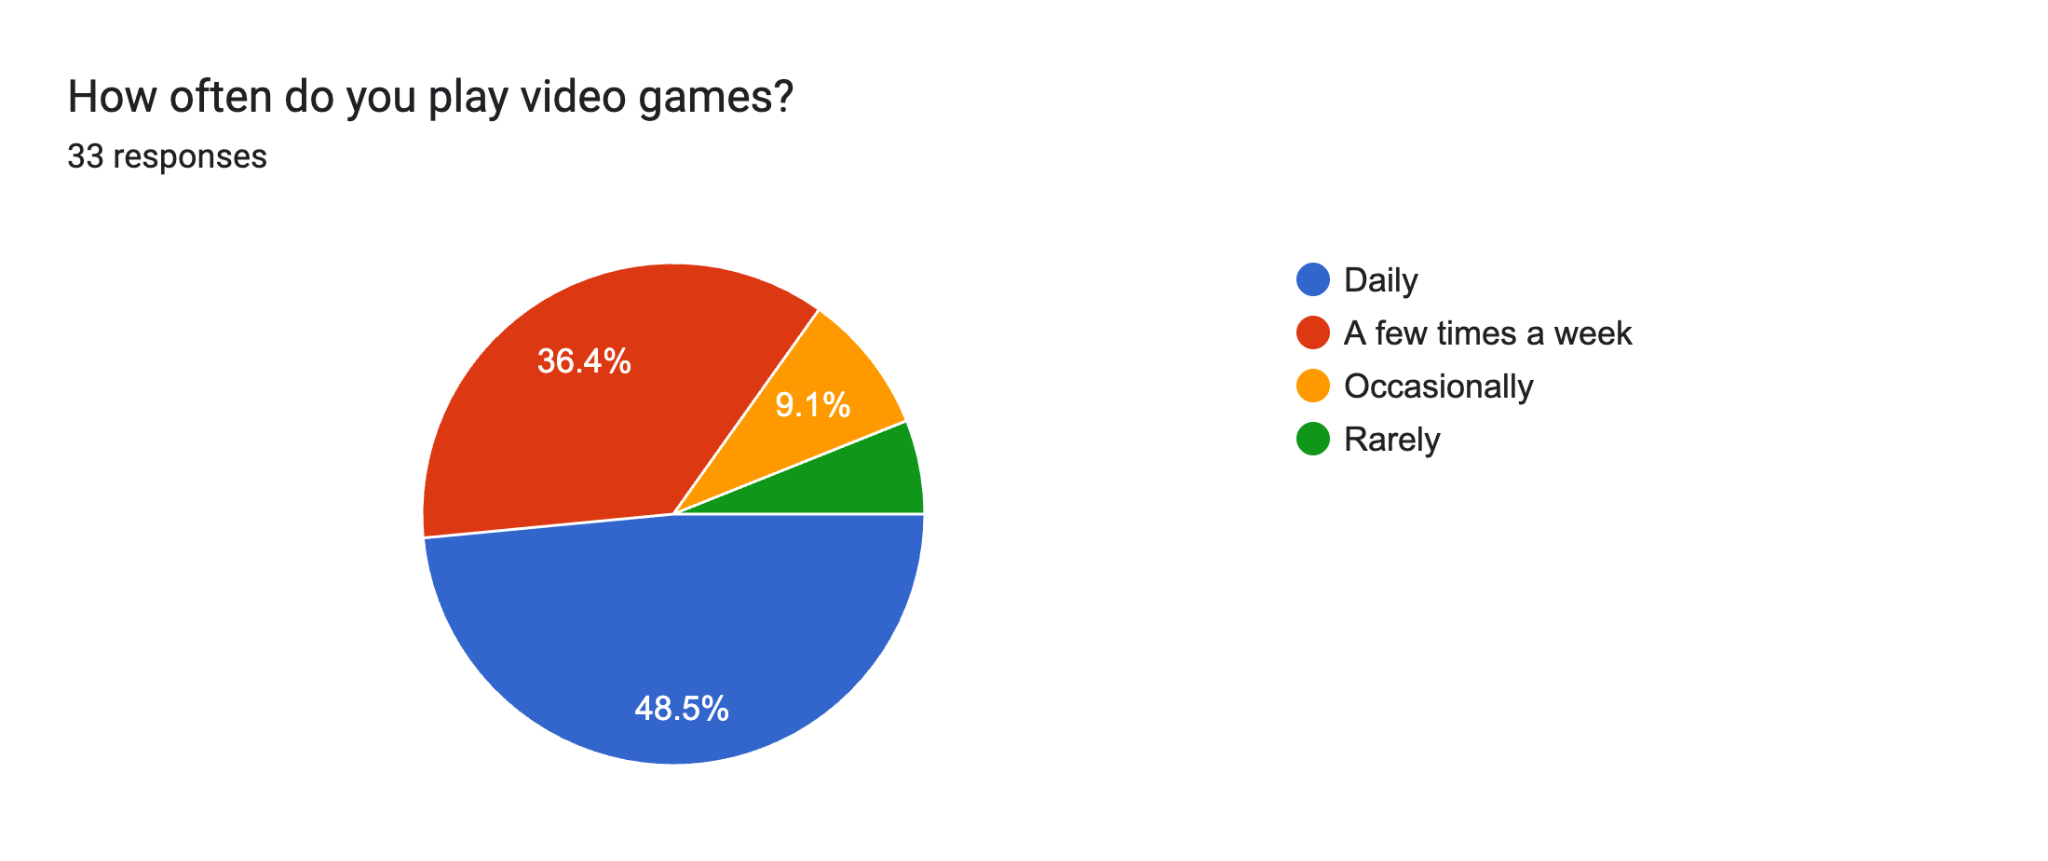 How often do you play video games?
33 responses
36.4%
9.1%
48.5%
Daily
A few times a week
Occasionally
Rarely